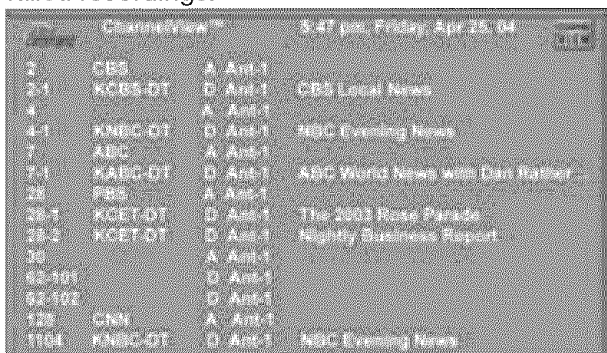 ChannelView™ 5:47 pm, Friday, Apr 25, 04
2 CBS A Ant-1
2-1 KCBS-DT D Ant-1 CBS Local News
4 A Ant-1
4-1 KNBC-DT D Ant-1 NBC Evening News
7 ABC A Ant-1
7-1 KABC-DT D Ant-1 ABC World News with Dan Rather
28 PBS A Ant-1
28-1 KCET-DT D Ant-1 The 2003 Rose Parade
28-2 KCET-DT D Ant-1 Nightly Business Report
30 A Ant-1
62-101 D Ant-1
62-102 D Ant-1
128 CNN A Ant-1
1104 KNBC-DT D Ant-1 NBC Evening News